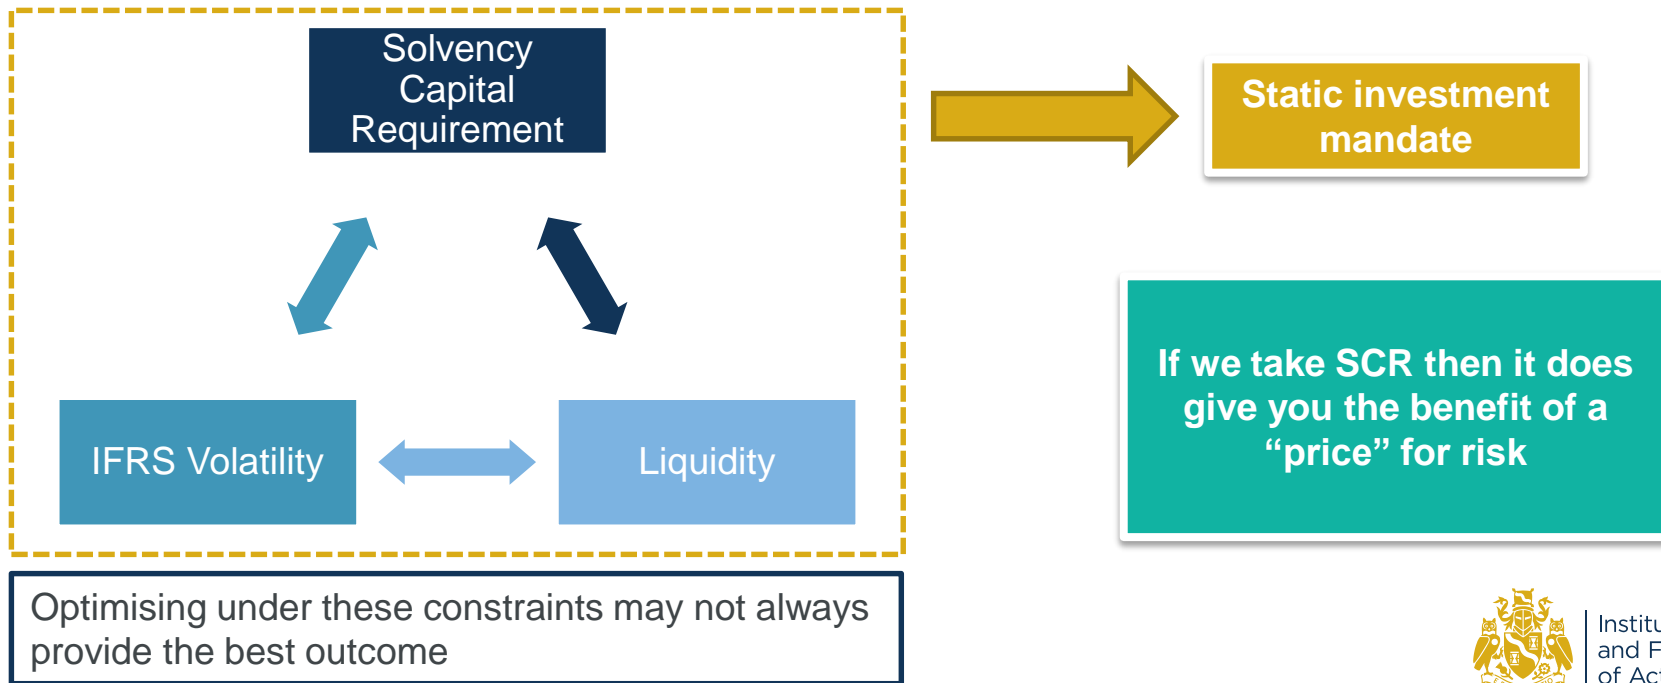 Solvency
Capital
Requirement
Static investment
mandate
IFRS Volatility
Liquidity
If we take SCR then it does
give you the benefit of a
“price” for risk
Optimising under these constraints may not always
provide the best outcome
and